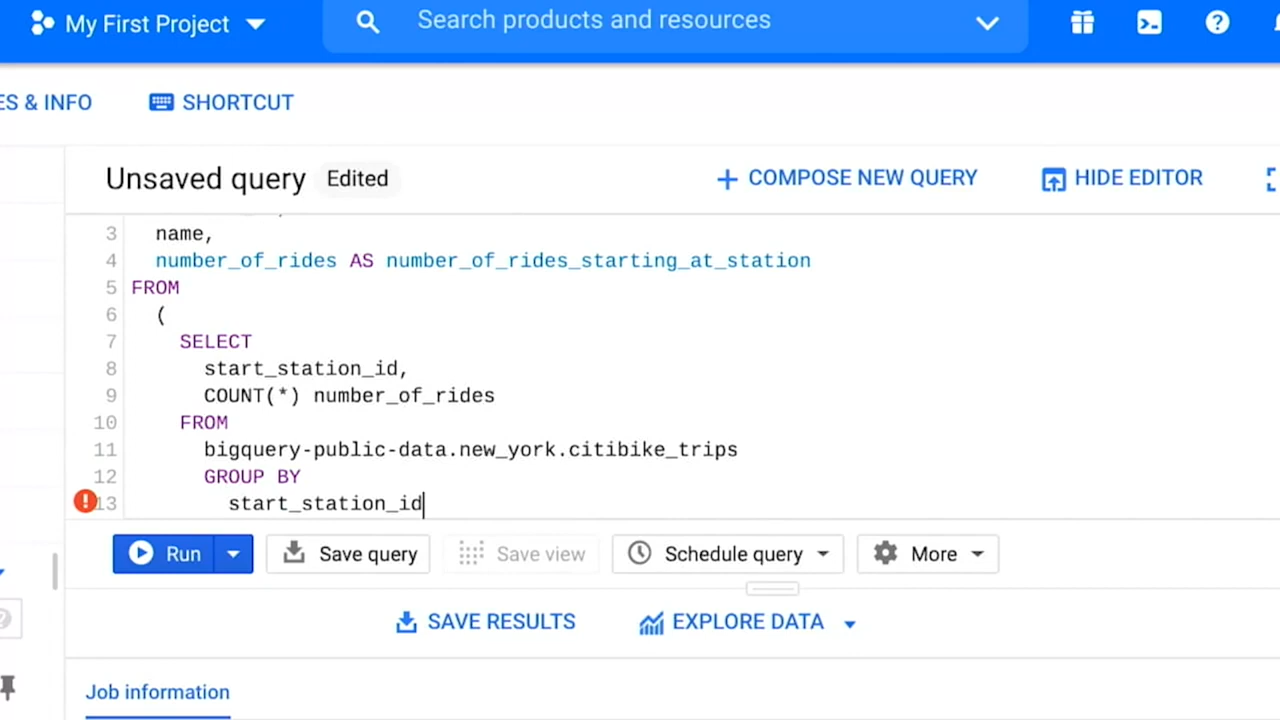 My First Project
Search products and resources
ES & INFO
SHORTCUT
Unsaved query
Edited
COMPOSE NEW QUERY
HIDE EDITOR
3 name,
4 number_of_rides AS number_of_rides_starting_at_station
5 FROM
6 (
7 SELECT
8 start_station_id,
9 COUNT(*) number_of_rides
10 FROM
11 bigquery-public-data.new_york.citibike_trips
12 GROUP BY
13 start_station_id
Run
Save query
Save view
Schedule query
More
SAVE RESULTS
EXPLORE DATA
Job information